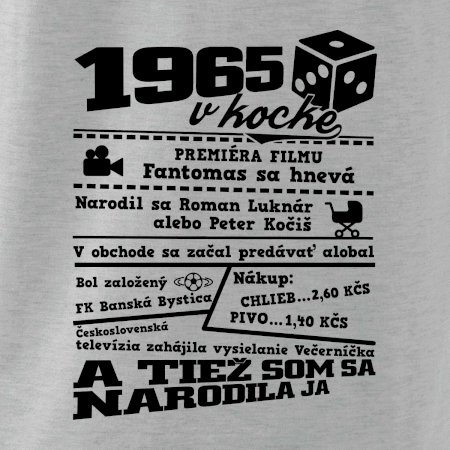 1965
v kocke
PREMIÉRA FILMU
Fantomas sa hnevá
Narodil sa Roman Luknár
alebo Peter Kočiš
V obchode sa začal predávať alobal
Bol založený
FK Banská Bystica
Nákup:
CHLIEB...2,60 KČS
PIVO...1,40 KČS
Československá
televízia zahájila vysielanie Večerníčka
A TIEŽ SOM SA
NARODILA JA